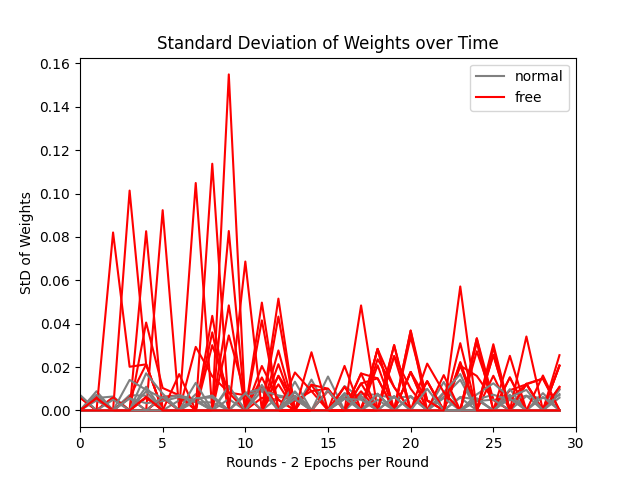 Standard Deviation of Weights over Time
normal
free
StD of Weights
0.16
0.14
0.12
0.10
0.08
0.06
0.04
0.02
0.00
0 5 10 15 20 25 30
Rounds - 2 Epochs per Round